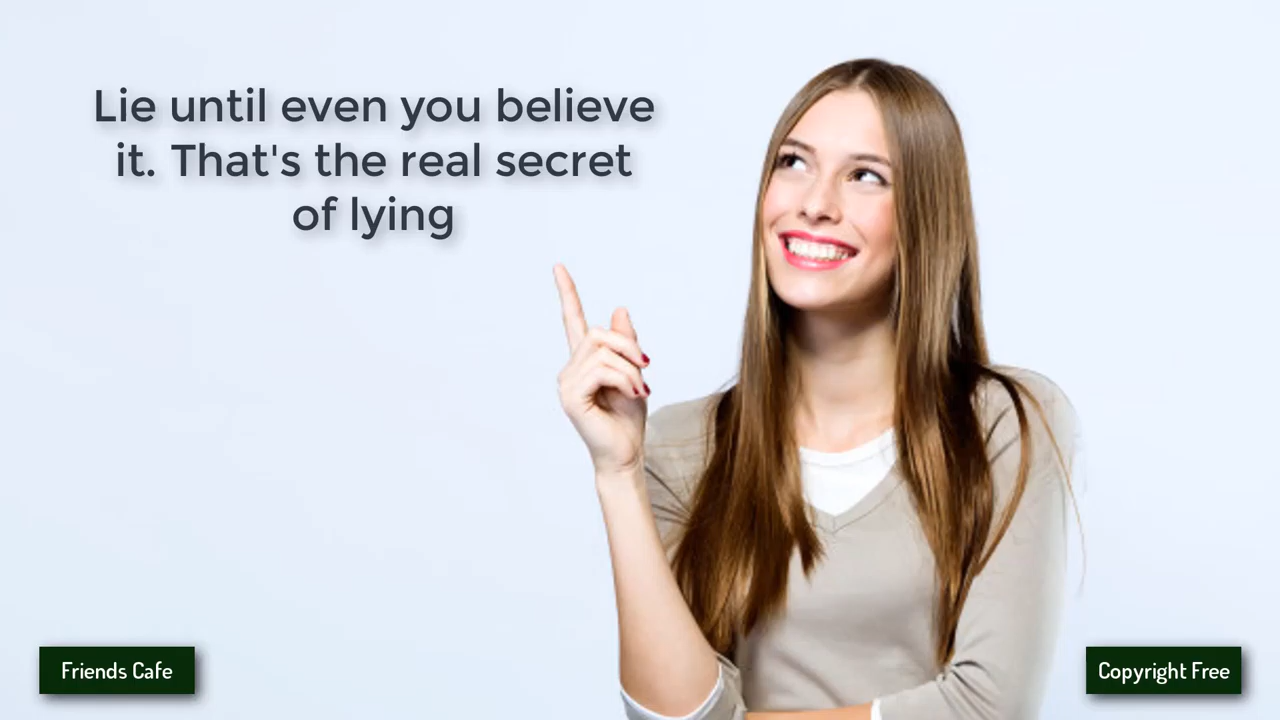 Lie until even you believe
it. That's the real secret
of lying
Friends Cafe
Copyright Free